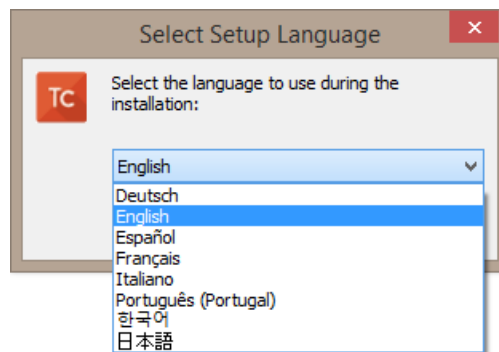 Select Setup Language
TC
Select the language to use during the
installation:
English
Deutsch
English
Español
Français
Italiano
Português (Portugal)
한국어
日本語